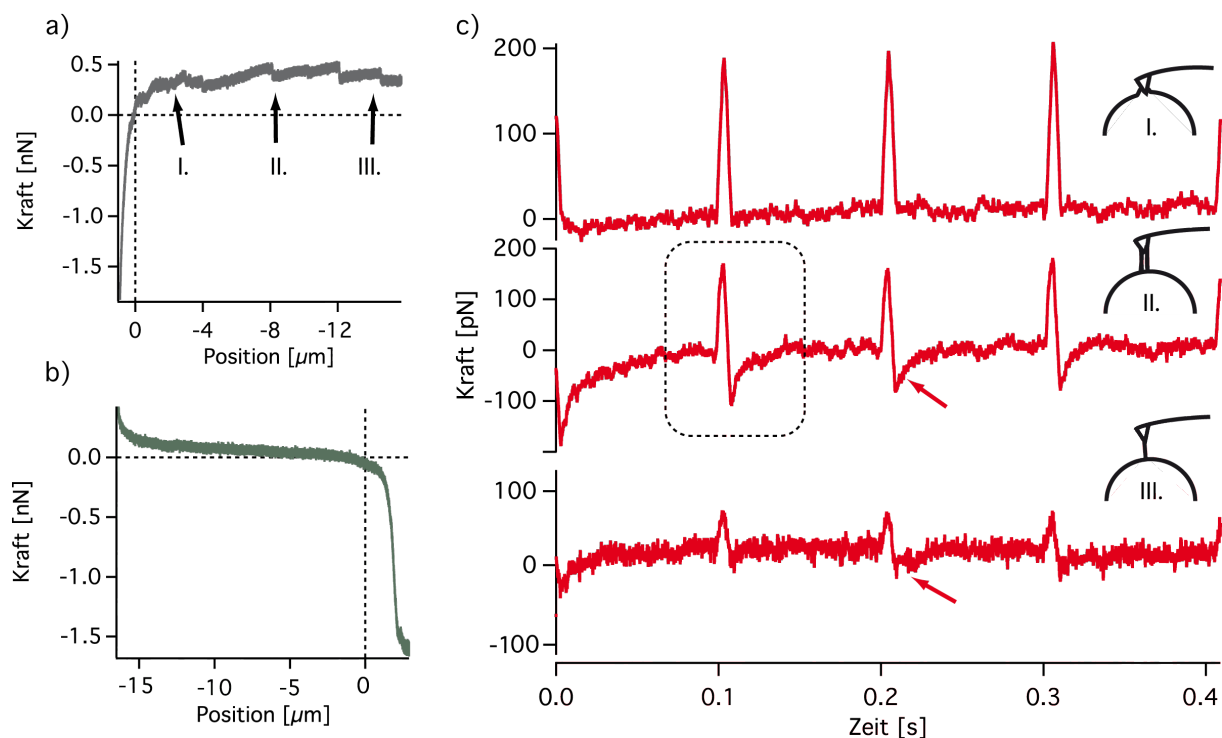 a)
Kraft [nN]
0.5
0.0
-0.5
-1.0
-1.5
I.
II.
III.
0
-4
-8
-12
Position [µm]
b)
Kraft [nN]
0.0
-0.5
-1.0
-1.5
-15
-10
-5
0
Position [µm]
c)
Kraft [pN]
200
100
0
I.
200
100
0
-100
II.
100
0
-100
III.
0.0
0.1
0.2
0.3
0.4
Zeit [s]